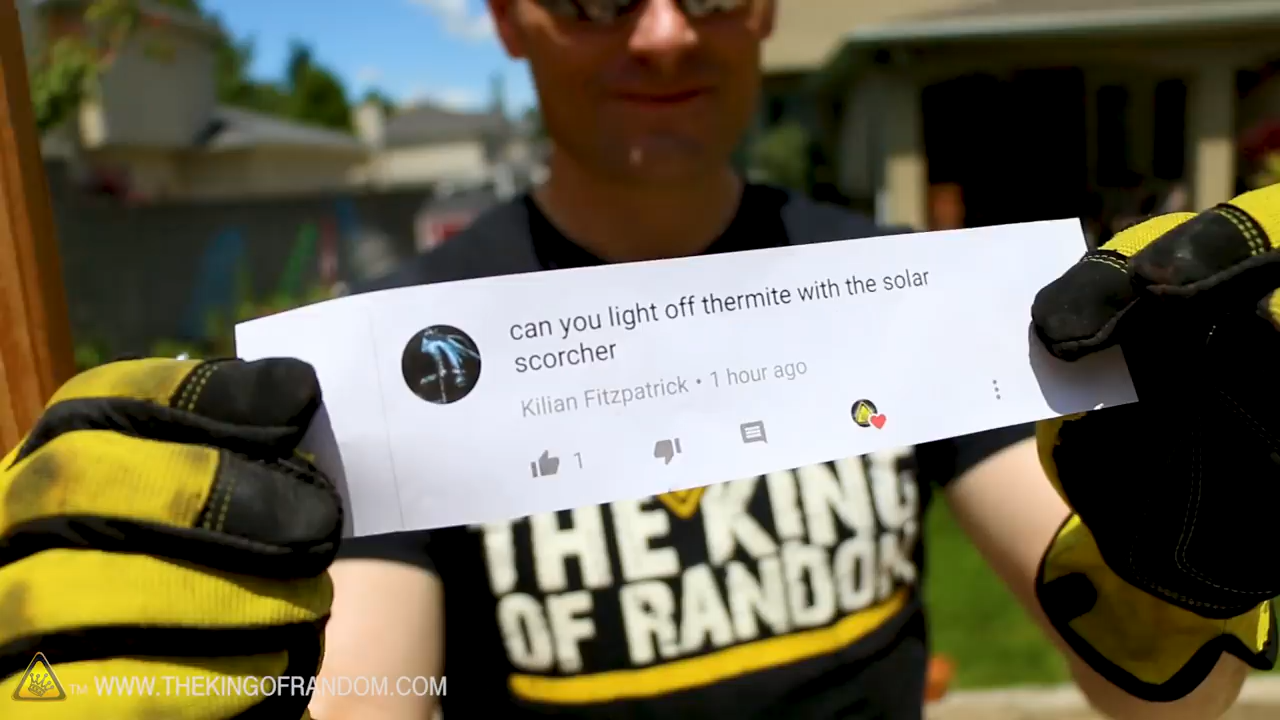 can you light off thermite with the solar
scorcher
Kilian Fitzpatrick • 1 hour ago
1
THE KING
OF RANDOM
TM WWW.THEKINGOFRANDOM.COM